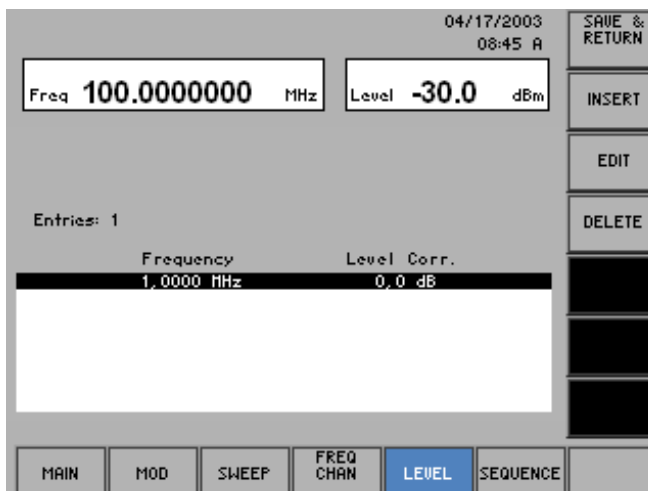 04/17/2003
08:45 A
Freq 100.0000000 MHz
Level -30.0 dBm
Entries: 1
Frequency Level Corr.
1,0000 MHz 0,0 dB
SAVE &
RETURN
INSERT
EDIT
DELETE
MAIN
MOD
SWEEP
FREQ
CHAN
LEVEL
SEQUENCE